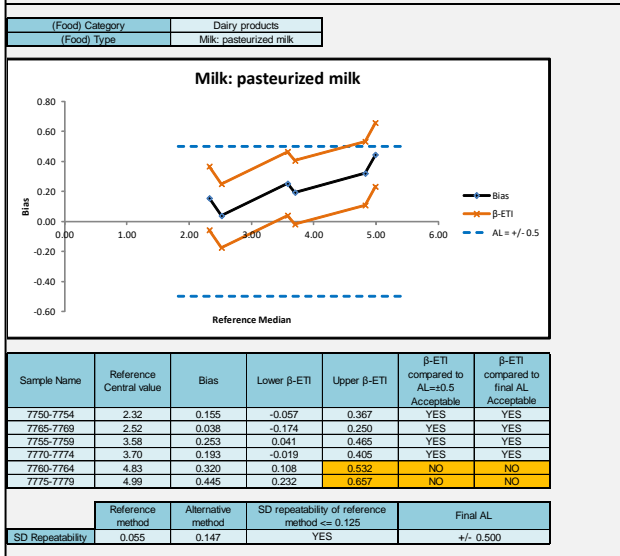 (Food) Category Dairy products
(Food) Type Milk: pasteurized milk
Milk: pasteurized milk
0.80
0.60
0.40
0.20
0.00
-0.20
-0.40
-0.60
0.00 1.00 2.00 3.00 4.00 5.00 6.00
Bias
Reference Median
Bias
β-ETI
AL = +/- 0.5
Sample Name Reference Central value Bias Lower β-ETI Upper β-ETI β-ETI compared to AL=±0.5 Acceptable β-ETI compared to final AL Acceptable
7750-7754 2.32 0.155 -0.057 0.367 YES YES
7765-7769 2.52 0.038 -0.174 0.250 YES YES
7755-7759 3.58 0.253 0.041 0.465 YES YES
7770-7774 3.70 0.193 -0.019 0.405 YES YES
7760-7764 4.83 0.320 0.108 0.532 NO NO
7775-7779 4.99 0.445 0.232 0.657 NO NO
Reference method Alternative method SD repeatability of reference method <= 0.125 Final AL
SD Repeatability 0.055 0.147 YES +/- 0.500